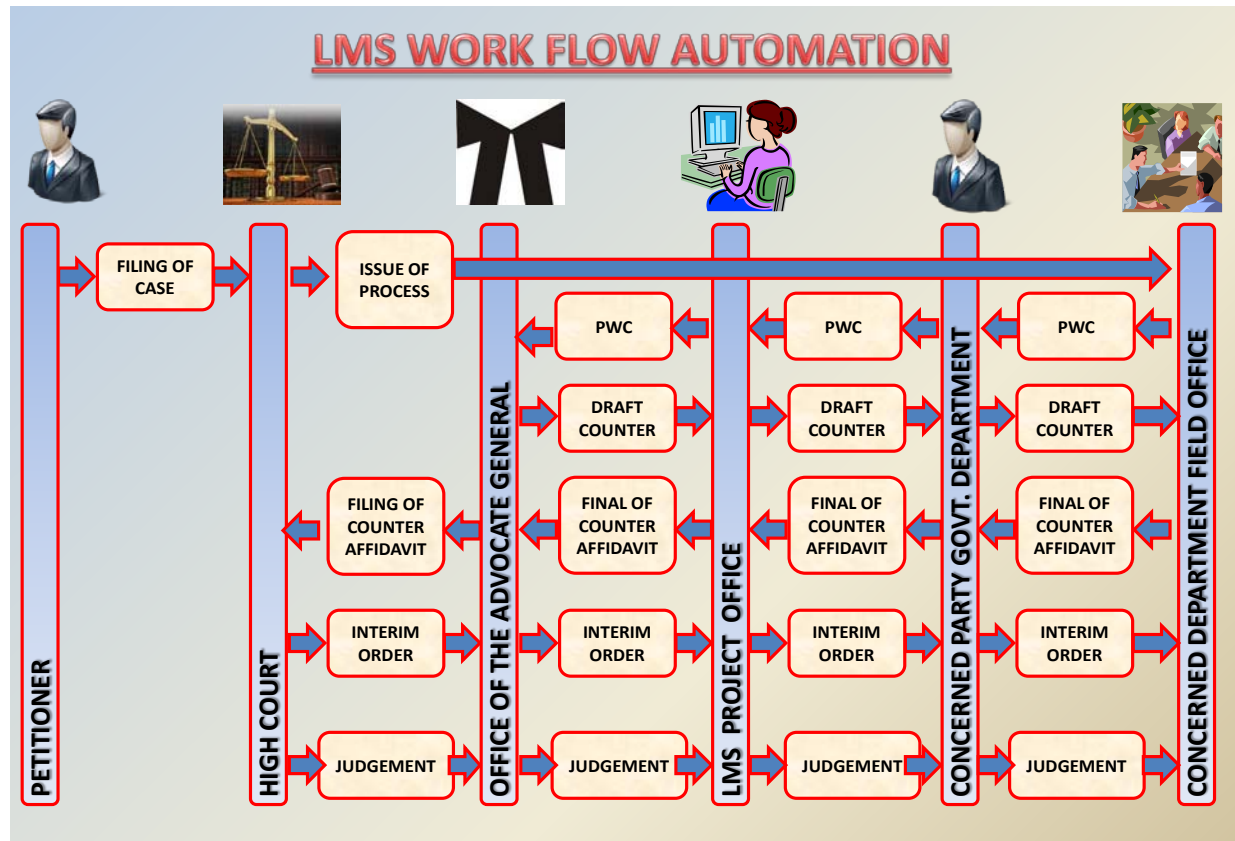 LMS WORK FLOW AUTOMATION
PETITIONER
FILING OF
CASE
HIGH COURT
ISSUE OF
PROCESS
OFFICE OF THE ADVOCATE GENERAL
LMS PROJECT OFFICE
CONCERNED PARTY GOVT. DEPARTMENT
CONCERNED DEPARTMENT FIELD OFFICE
PWC
PWC
PWC
DRAFT
COUNTER
DRAFT
COUNTER
DRAFT
COUNTER
FILING OF
COUNTER
AFFIDAVIT
FINAL OF
COUNTER
AFFIDAVIT
FINAL OF
COUNTER
AFFIDAVIT
FINAL OF
COUNTER
AFFIDAVIT
INTERIM
ORDER
INTERIM
ORDER
INTERIM
ORDER
INTERIM
ORDER
JUDGEMENT
JUDGEMENT
JUDGEMENT
JUDGEMENT